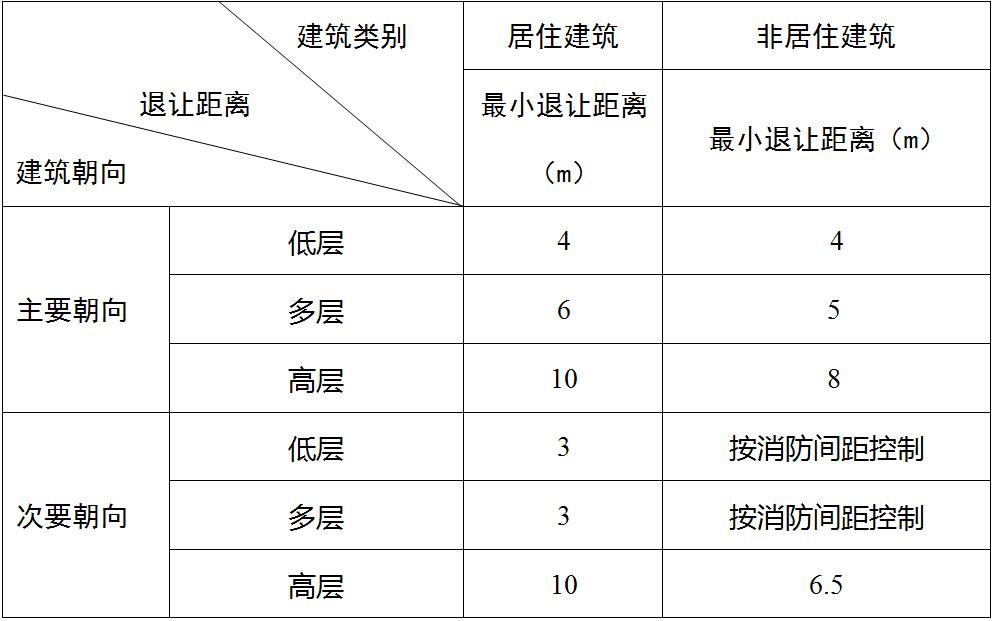 建筑类别 居住建筑 非居住建筑
退让距离 最小退让距离 最小退让距离（m）
建筑朝向 （m）
主要朝向 低层 4 4
多层 6 5
高层 10 8
次要朝向 低层 3 按消防间距控制
多层 3 按消防间距控制
高层 10 6.5